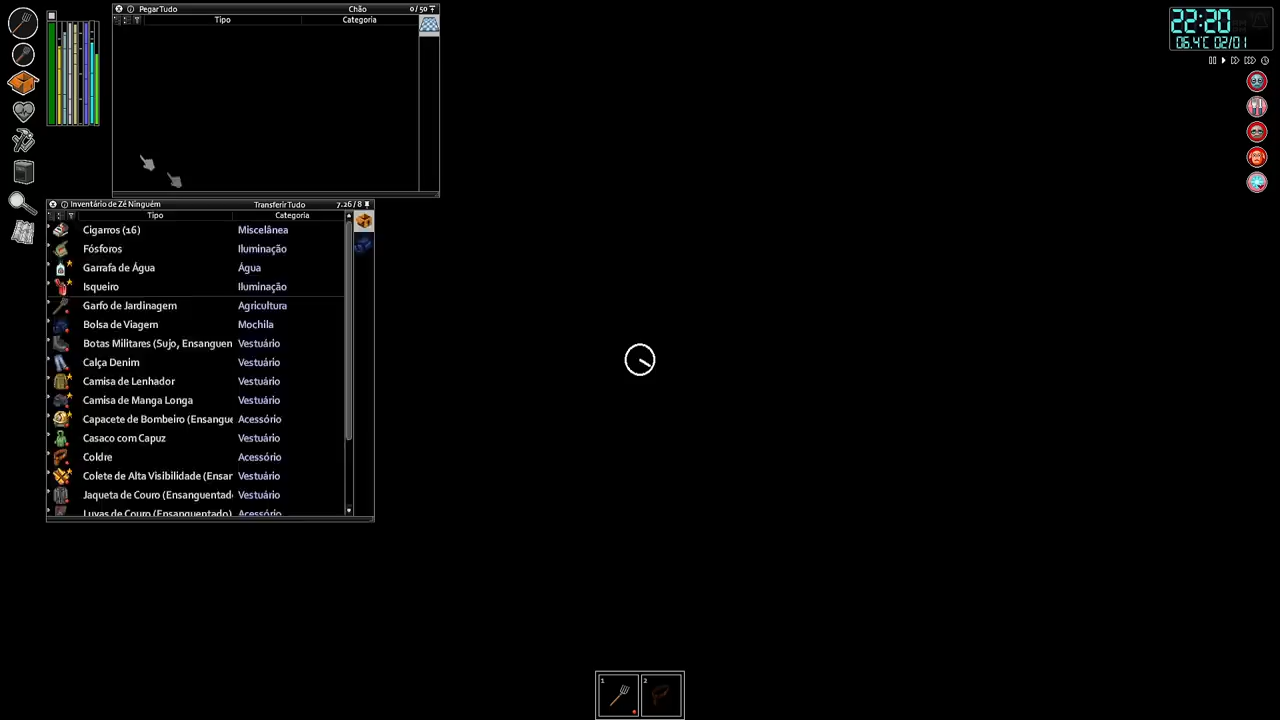 Pegar Tudo Chão 0 / 50
Tipo Categoria
22:20
06.4°C 02/01
Inventário de Zé Ninguém Transferir Tudo 7.26 / 8
Tipo Categoria
Cigarros (16) Miscelânea
Fósforos Iluminação
Garrafa de Água Água
Isqueiro Iluminação
Garfo de Jardinagem Agricultura
Bolsa de Viagem Mochila
Botas Militares (Sujo, Ensanguen Vestuário
Calça Denim Vestuário
Camisa de Lenhador Vestuário
Camisa de Manga Longa Vestuário
Capacete de Bombeiro (Ensangue Acessório
Casaco com Capuz Vestuário
Coldre Acessório
Colete de Alta Visibilidade (Ensar Vestuário
Jaqueta de Couro (Ensanguentad Vestuário
Luvas de Couro (Ensanguentado) Acessório
1 2